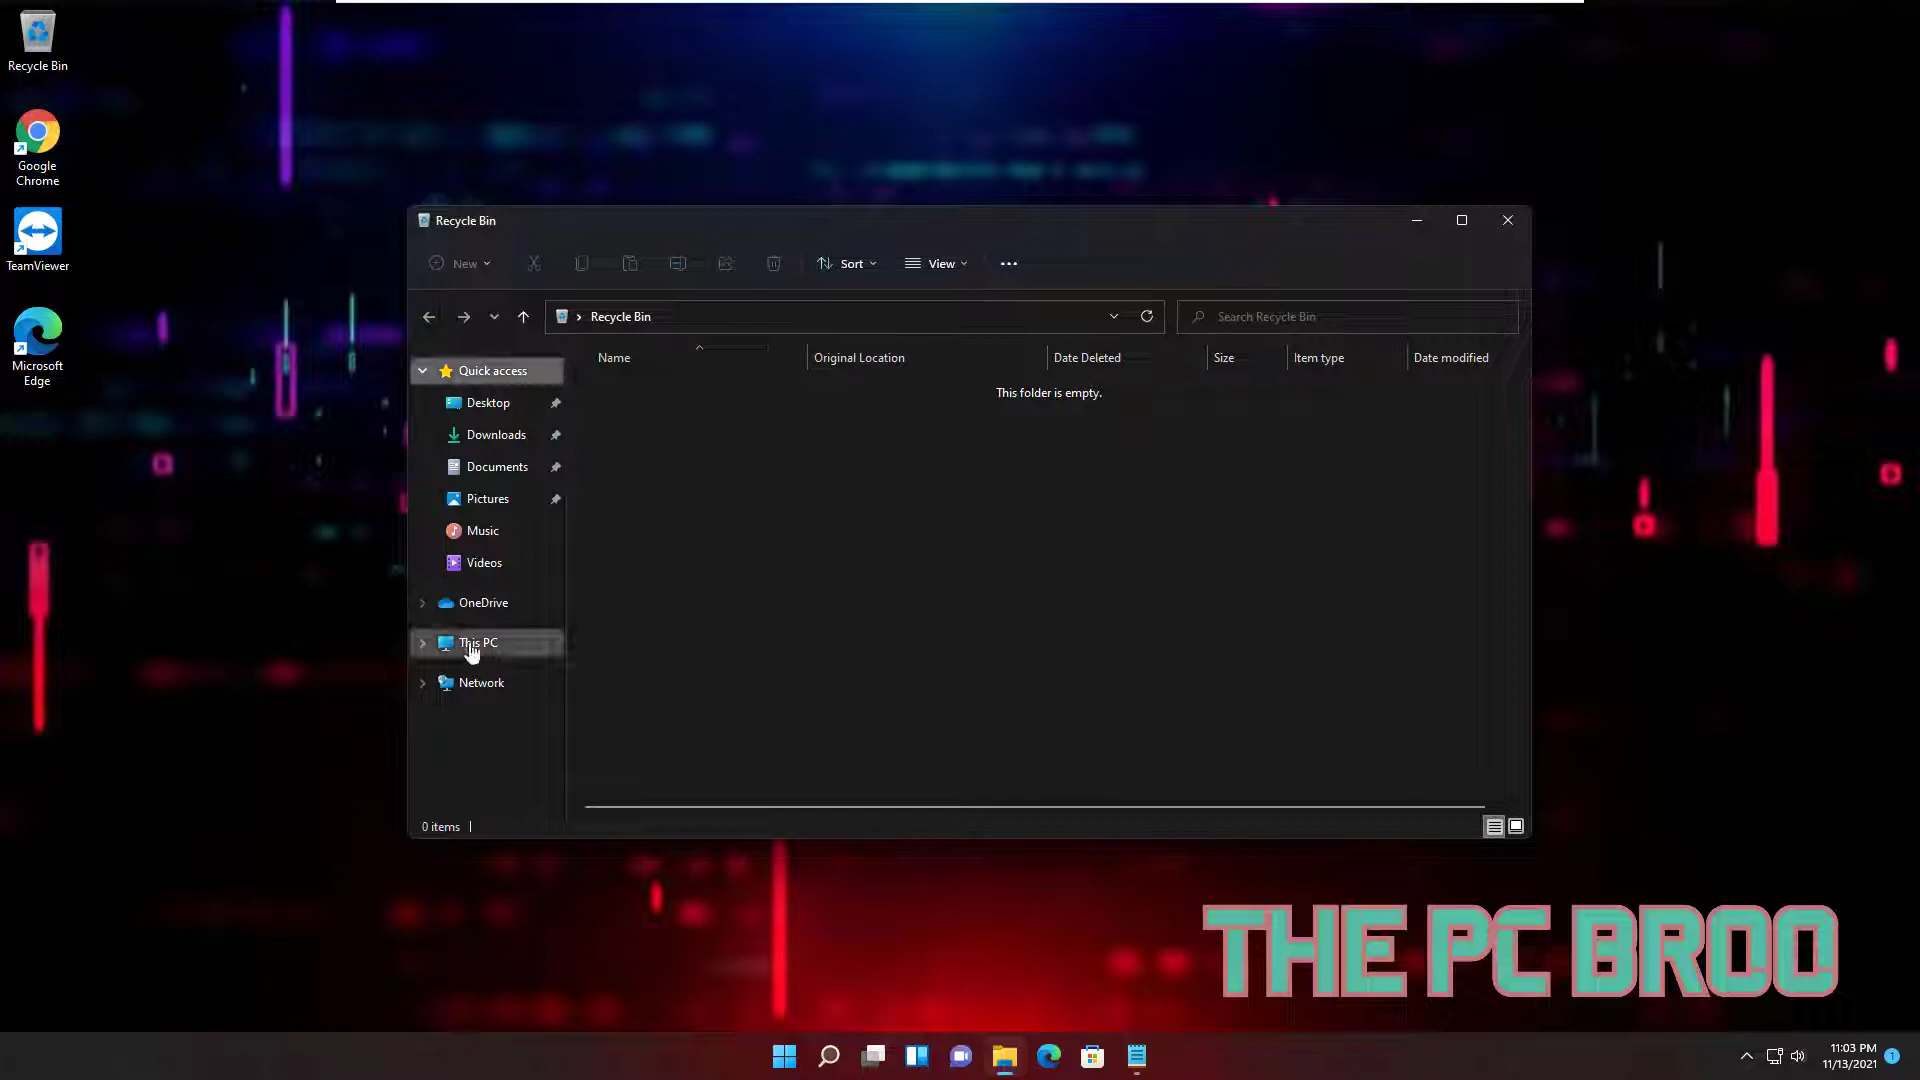 Recycle Bin
Google
Chrome
TeamViewer
Microsoft
Edge
Recycle Bin
New
Sort
View
Recycle Bin
Search Recycle Bin
Name
Original Location
Date Deleted
Size
Item type
Date modified
This folder is empty.
Quick access
Desktop
Downloads
Documents
Pictures
Music
Videos
OneDrive
This PC
Network
0 items
THE PC BROO
11:03 PM
11/13/2021
1